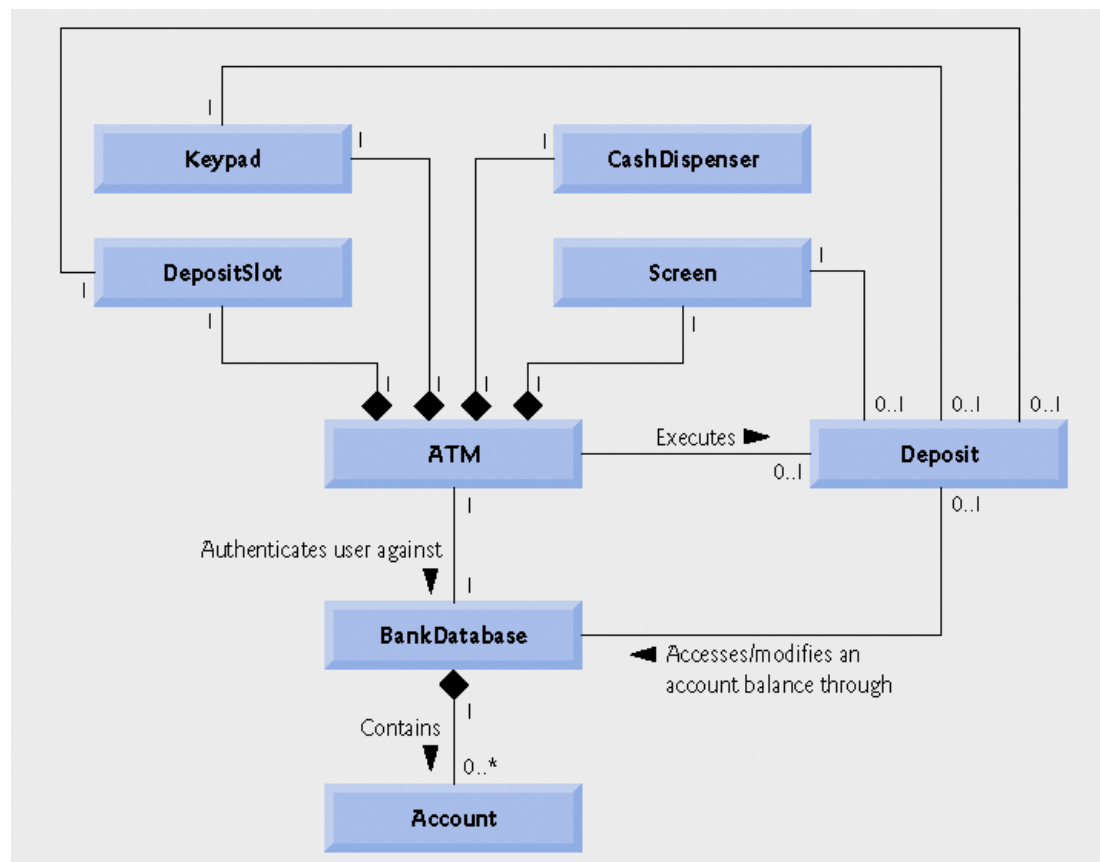 1
1
1
Keypad
CashDispenser
DepositSlot
Screen
1
1
1
1
1
1
1
1
0..1
0..1
0..1
Executes
ATM
Deposit
0..1
1
0..1
Authenticates user against
1
BankDatabase
Accesses/modifies an
account balance through
1
Contains
0..*
Account